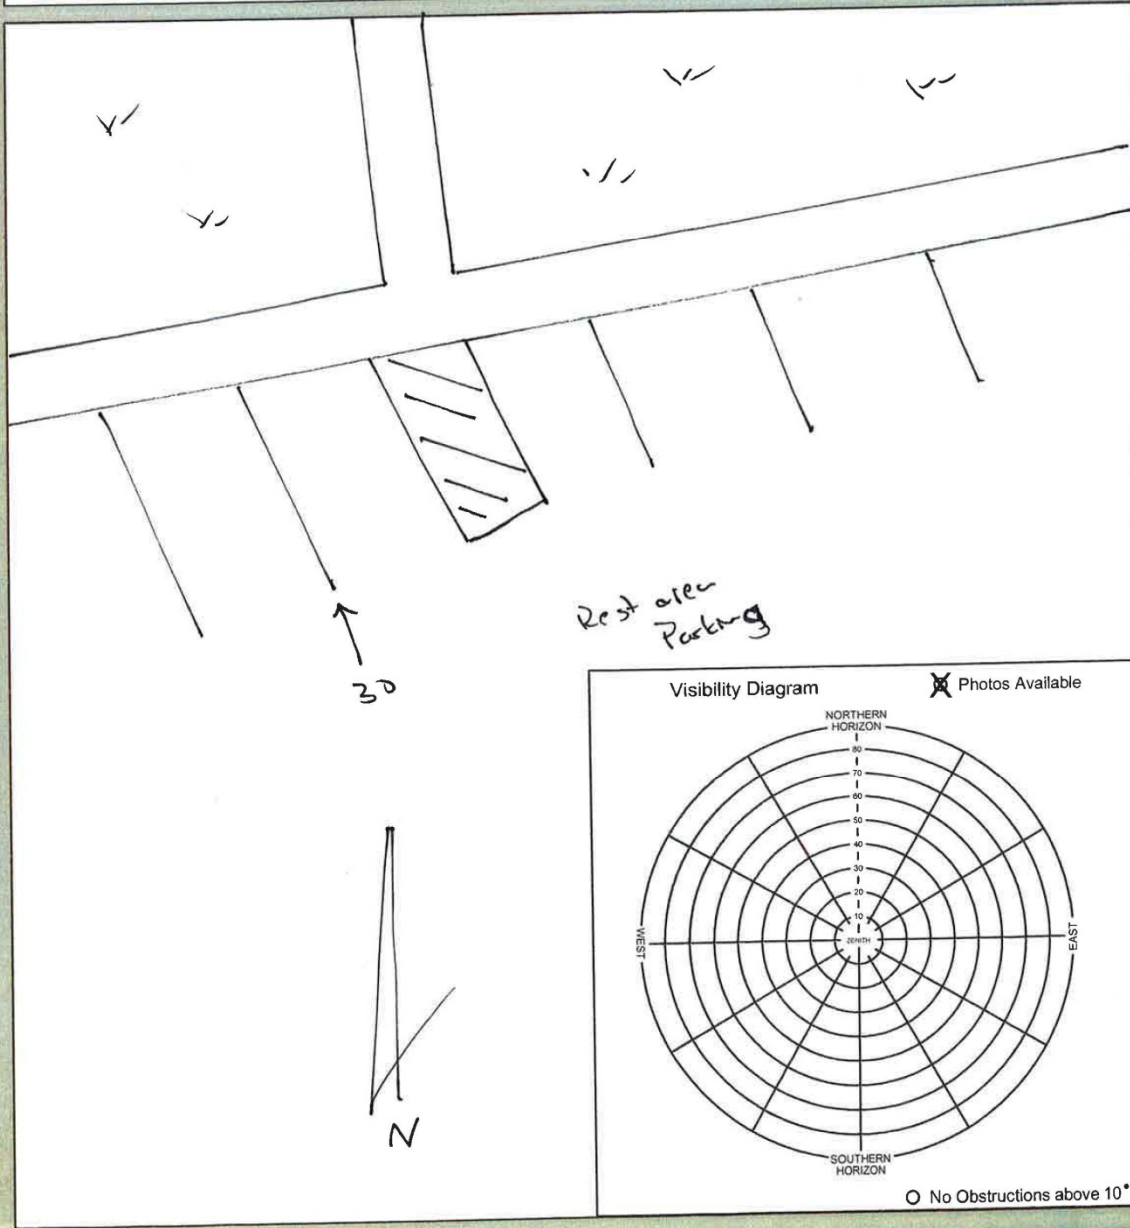 30
Rest area
Parking
N
Visibility Diagram
Photos Available
NORTHERN
HORIZON
80
70
60
50
40
30
20
10
ZENITH
WEST
EAST
SOUTHERN
HORIZON
No Obstructions above 10°